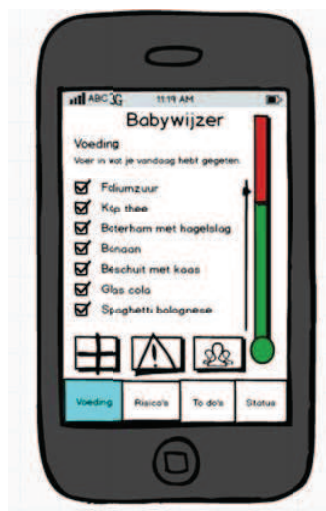 ABC 3G 11:19 AM
Babywijzer
Voeding
Voer in wat je vandaag hebt gegeten
Foliumzuur
Kop thee
Boterham met hagelslag
Banaan
Beschuit met kaas
Glas cola
Spaghetti bolognese
Voeding Risico's To do's Status